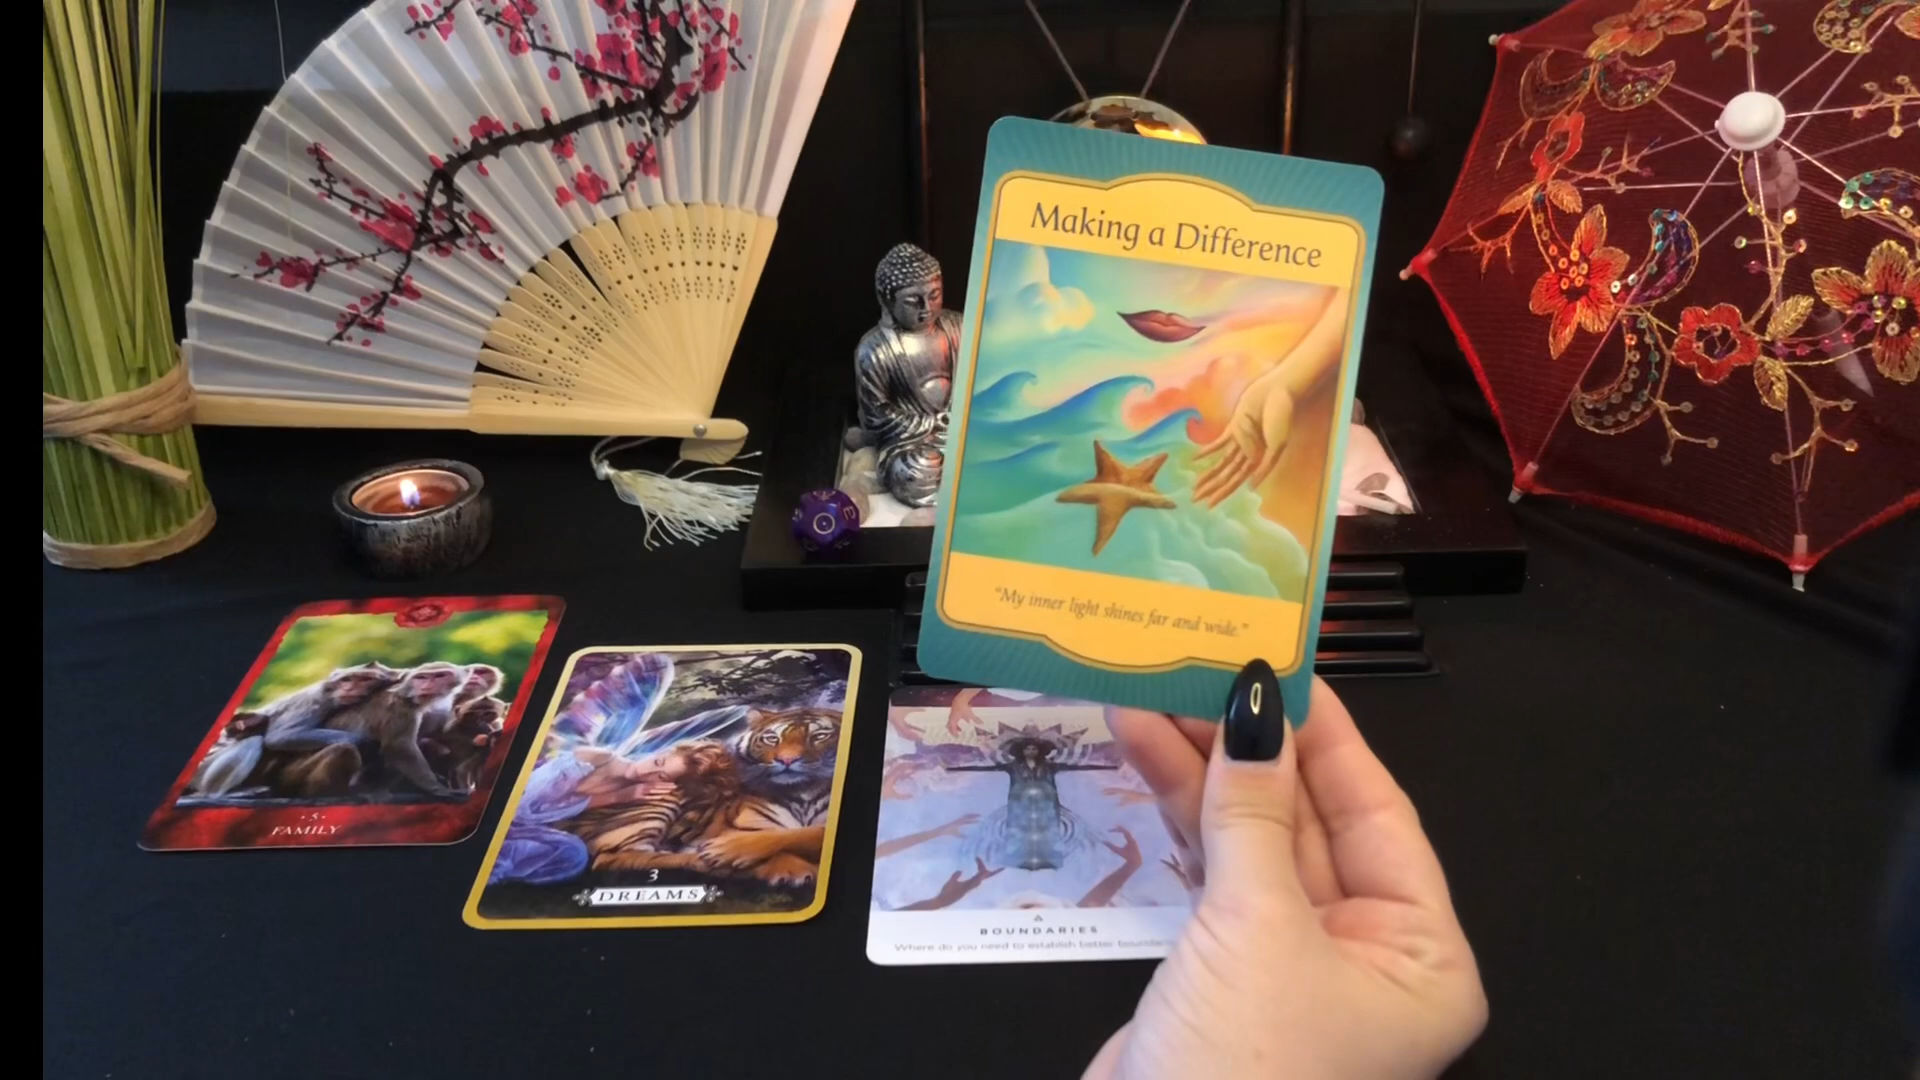 Making a Difference
"My inner light shines far and wide."
• 5 •
FAMILY
3
DREAMS
BOUNDARIES
Where do you need to establish better